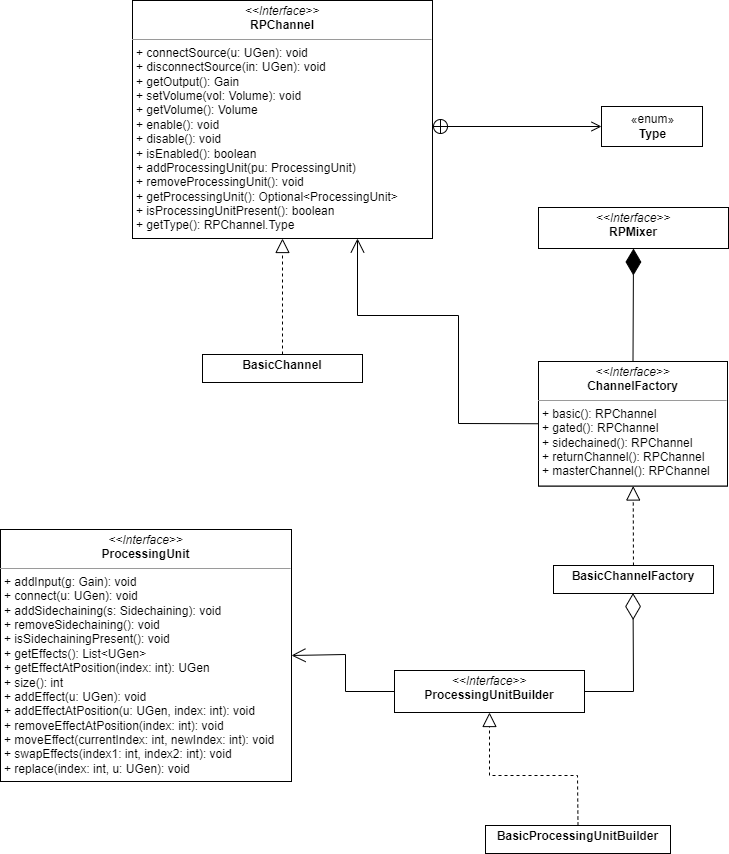 <<Interface>>
RPChannel
+ connectSource(u: UGen): void
+ disconnectSource(in: UGen): void
+ getOutput(): Gain
+ setVolume(vol: Volume): void
+ getVolume(): Volume
+ enable(): void
+ disable(): void
+ isEnabled(): boolean
+ addProcessingUnit(pu: ProcessingUnit)
+ removeProcessingUnit(): void
+ getProcessingUnit(): Optional<ProcessingUnit>
+ isProcessingUnitPresent(): boolean
+ getType(): RPChannel.Type
«enum»
Type
<<Interface>>
RPMixer
BasicChannel
<<Interface>>
ChannelFactory
+ basic(): RPChannel
+ gated(): RPChannel
+ sidechained(): RPChannel
+ returnChannel(): RPChannel
+ masterChannel(): RPChannel
<<Interface>>
ProcessingUnit
+ addInput(g: Gain): void
+ connect(u: UGen): void
+ addSidechaining(s: Sidechaining): void
+ removeSidechaining(): void
+ isSidechainingPresent(): void
+ getEffects(): List<UGen>
+ getEffectAtPosition(index: int): UGen
+ size(): int
+ addEffect(u: UGen): void
+ addEffectAtPosition(u: UGen, index: int): void
+ removeEffectAtPosition(index: int): void
+ moveEffect(currentIndex: int, newIndex: int): void
+ swapEffects(index1: int, index2: int): void
+ replace(index: int, u: UGen): void
BasicChannelFactory
<<Interface>>
ProcessingUnitBuilder
BasicProcessingUnitBuilder